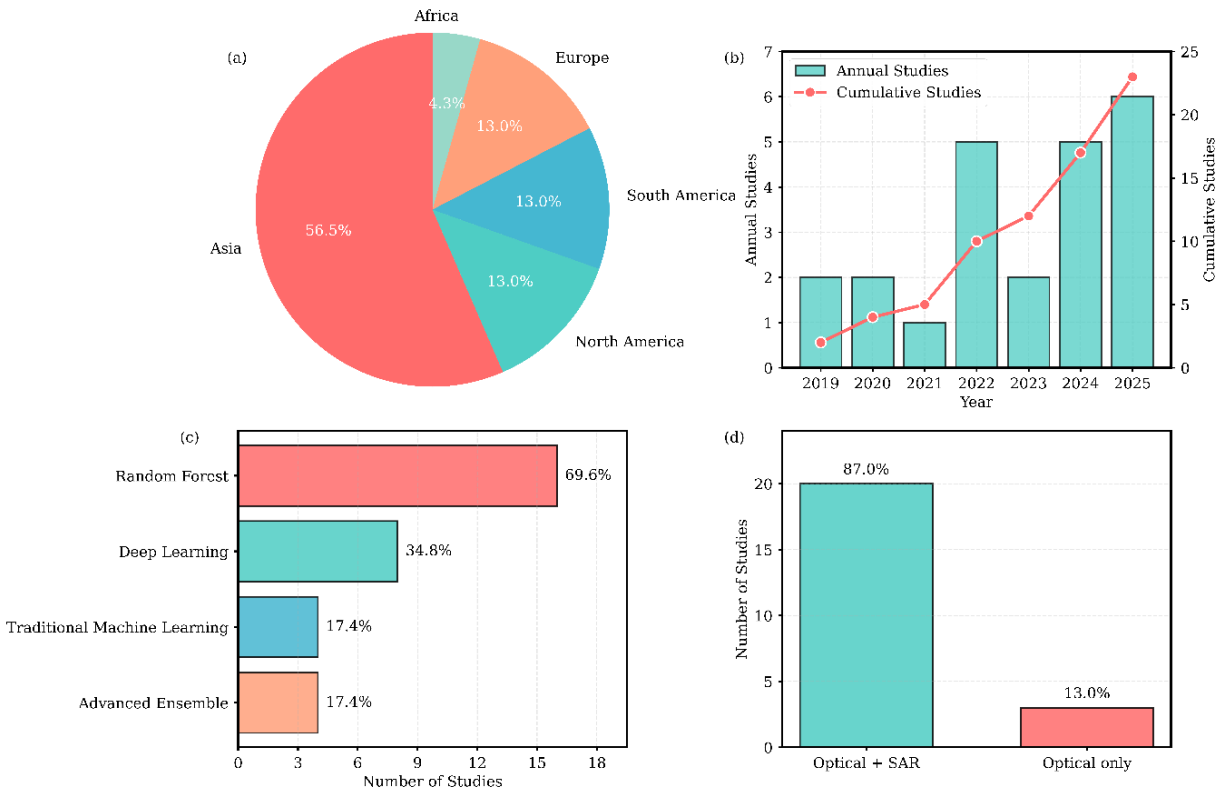 (a)
Africa
Europe
South America
North America
Asia
4.3%
13.0%
13.0%
13.0%
56.5%
(b)
Annual Studies
Cumulative Studies
7
6
5
4
3
2
1
0
Annual Studies
25
20
15
10
5
0
Cumulative Studies
2019 2020 2021 2022 2023 2024 2025
Year
(c)
Random Forest
69.6%
Deep Learning
34.8%
Traditional Machine Learning
17.4%
Advanced Ensemble
17.4%
0 3 6 9 12 15 18
Number of Studies
(d)
20
15
10
5
0
Number of Studies
87.0%
13.0%
Optical + SAR Optical only